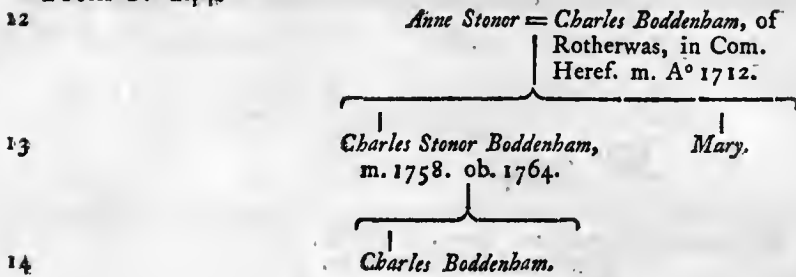 12 Anne Stonor = Charles Boddenham, of
Rotherwas, in Com.
Heref. m. Aº 1712.
13 Charles Stonor Boddenham, Mary.
m. 1758. ob. 1764.
14 Charles Boddenham.